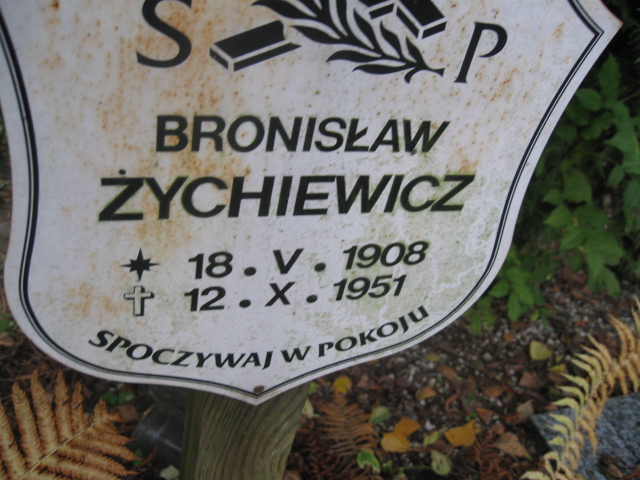 S P
BRONISŁAW
ŻYCHIEWICZ
18. V. 1908
12. X. 1951
SPOCZYWAJ W POKOJU